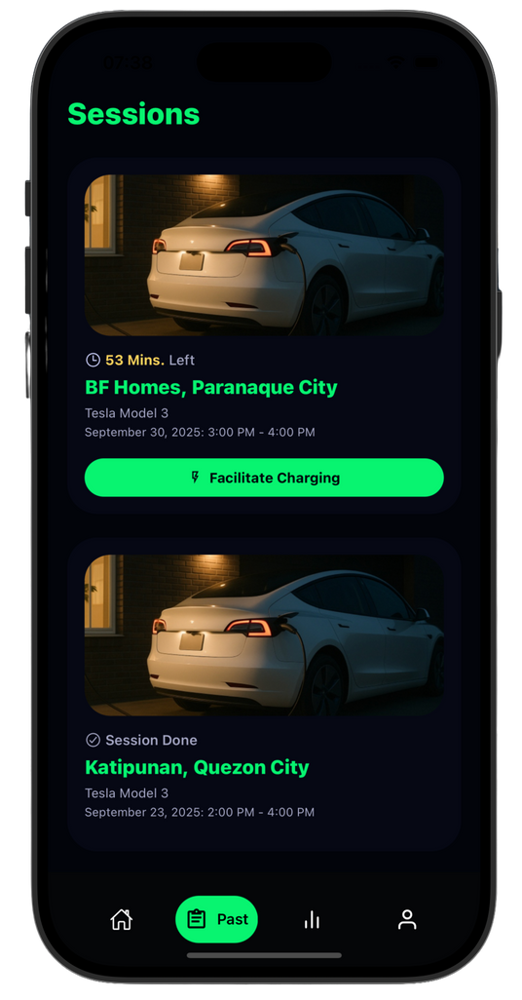 Sessions
53 Mins. Left
BF Homes, Paranaque City
Tesla Model 3
September 30, 2025: 3:00 PM - 4:00 PM
Facilitate Charging
Session Done
Katipunan, Quezon City
Tesla Model 3
September 23, 2025: 2:00 PM - 4:00 PM
Past